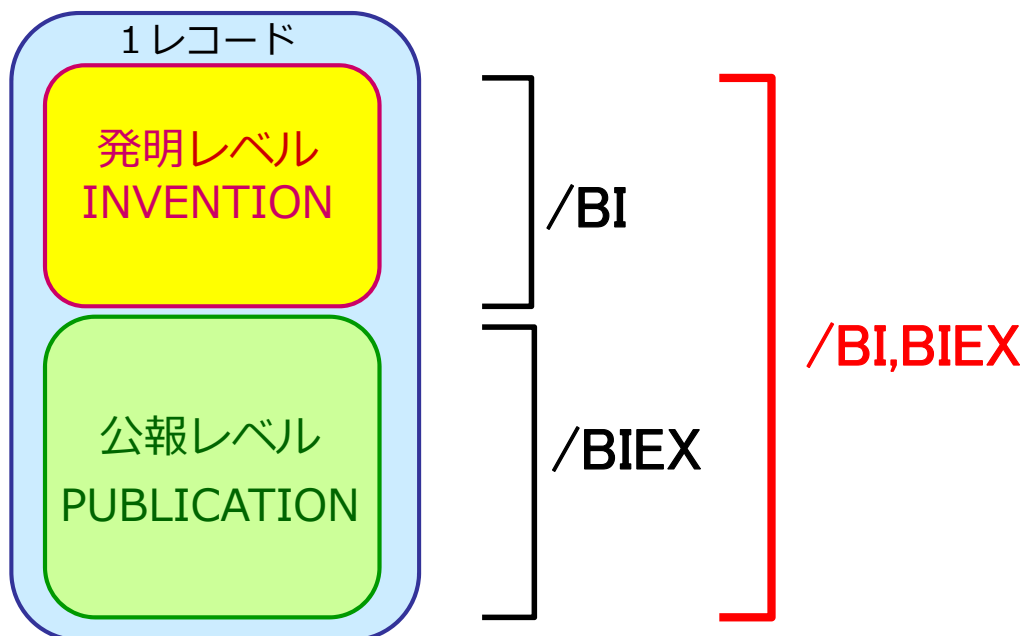 １レコード
発明レベル
INVENTION
/BI
公報レベル
PUBLICATION
/BIEX
/BI,BIEX